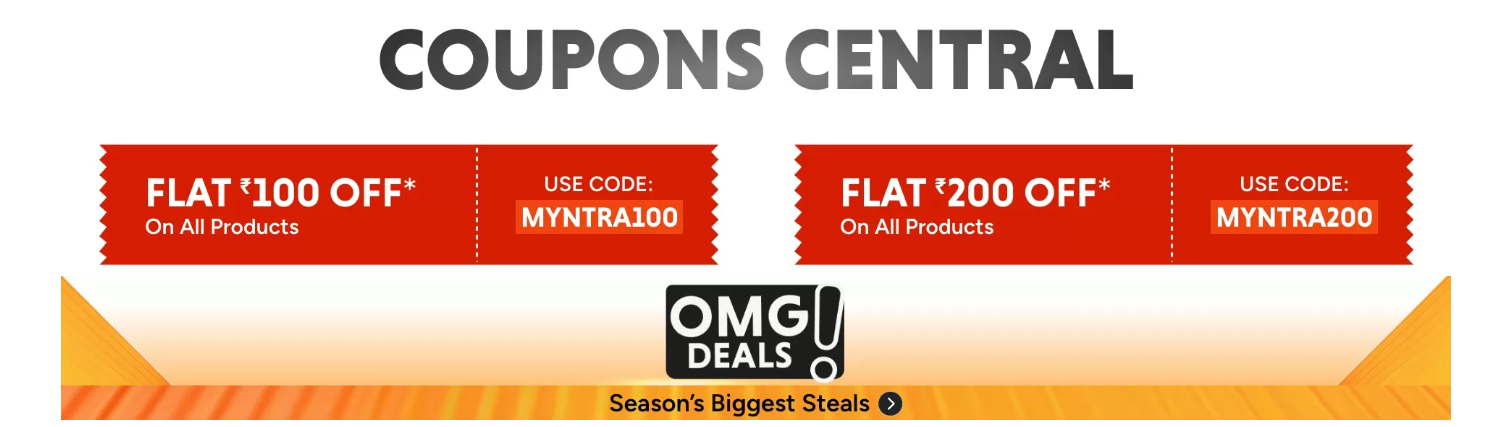 COUPONS CENTRAL
FLAT ₹100 OFF*
On All Products
USE CODE:
MYNTRA100
FLAT ₹200 OFF*
On All Products
USE CODE:
MYNTRA200
OMG!
DEALS
Season's Biggest Steals